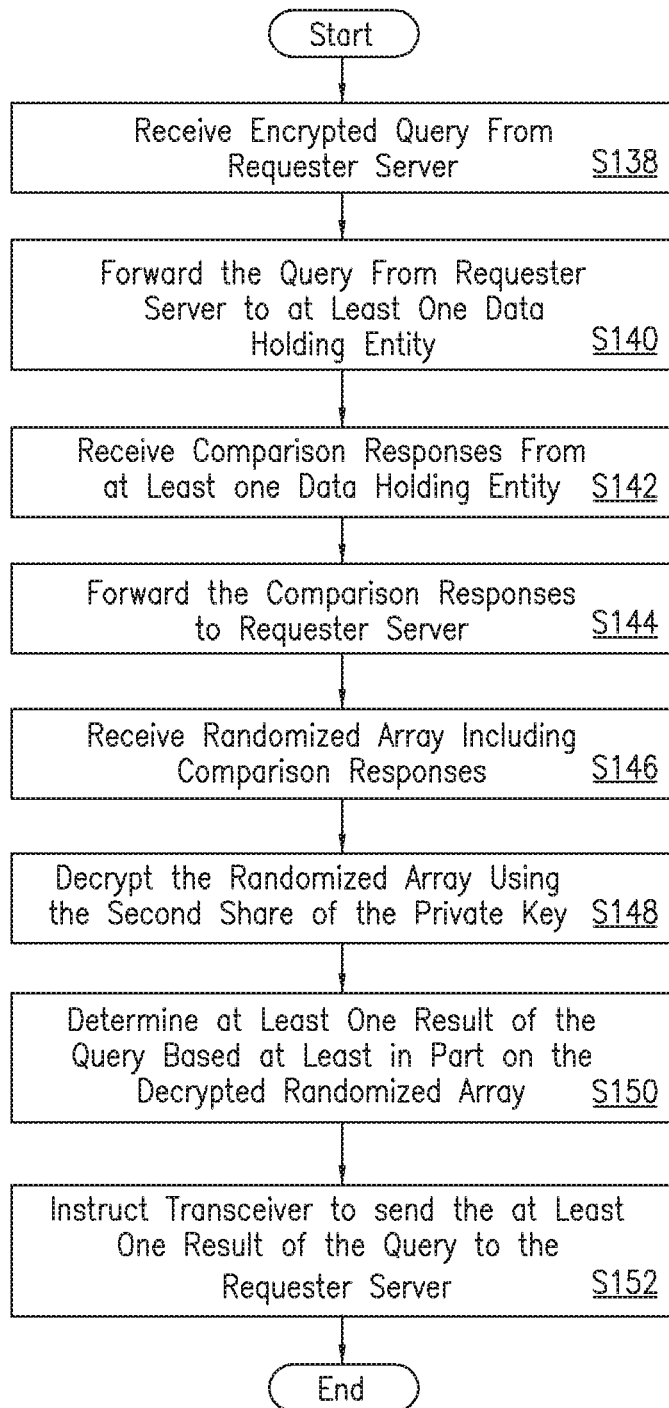 Start
Receive Encrypted Query From
Requester Server S138
Forward the Query From Requester
Server to at Least One Data
Holding Entity S140
Receive Comparison Responses From
at Least one Data Holding Entity S142
Forward the Comparison Responses
to Requester Server S144
Receive Randomized Array Including
Comparison Responses S146
Decrypt the Randomized Array Using
the Second Share of the Private Key S148
Determine at Least One Result of the
Query Based at Least in Part on the
Decrypted Randomized Array S150
Instruct Transceiver to send the at Least
One Result of the Query to the
Requester Server S152
End